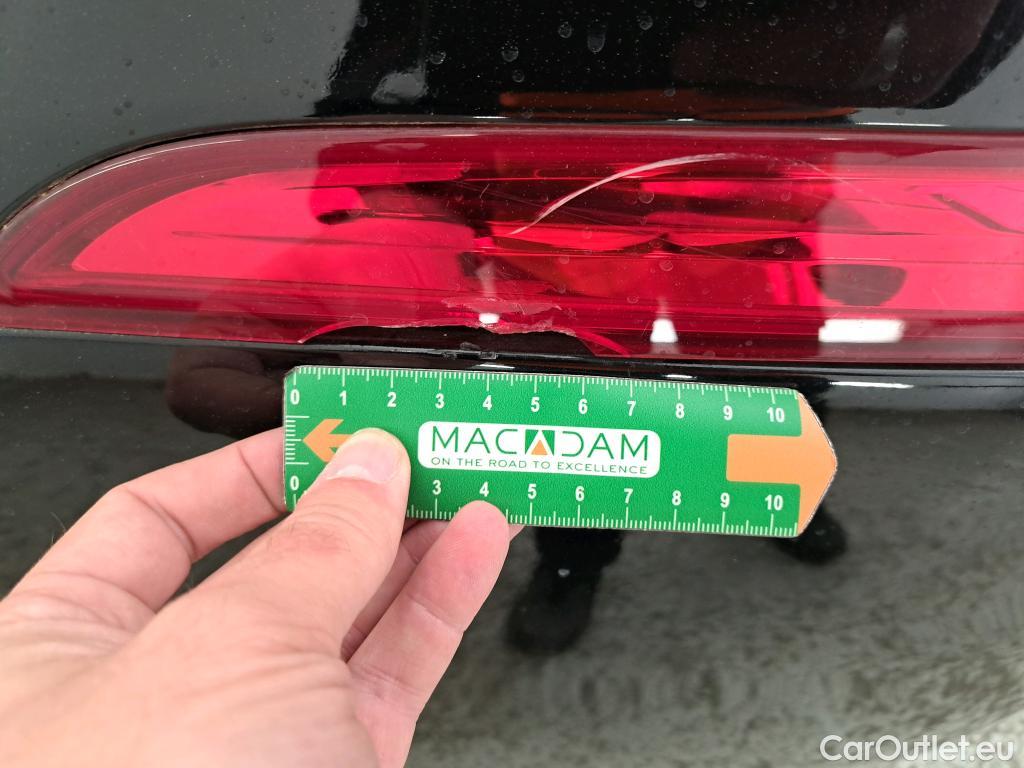 0 1 2 3 4 5 6 7 8 9 10
MACADAM
ON THE ROAD TO EXCELLENCE
0 3 4 5 6 7 8 9 10
CarOutlet.eu